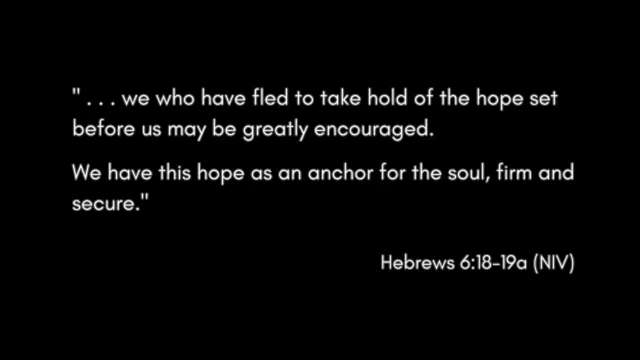 " . . . we who have fled to take hold of the hope set
before us may be greatly encouraged.
We have this hope as an anchor for the soul, firm and
secure."
Hebrews 6:18-19a (NIV)